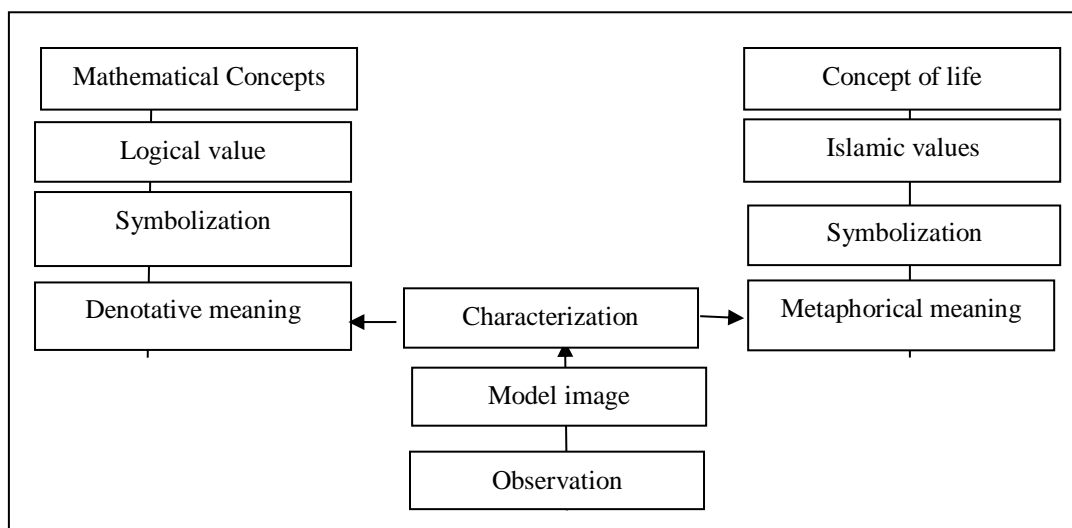 Mathematical Concepts
Concept of life
Logical value
Islamic values
Symbolization
Symbolization
Denotative meaning
Characterization
Metaphorical meaning
Model image
Observation